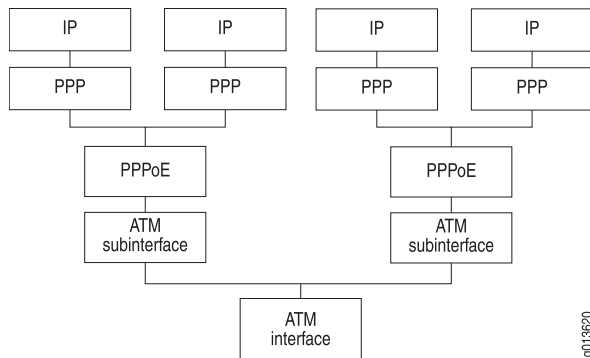 IP
IP
IP
IP
PPP
PPP
PPP
PPP
PPPoE
PPPoE
ATM
subinterface
ATM
subinterface
ATM
interface
g013620